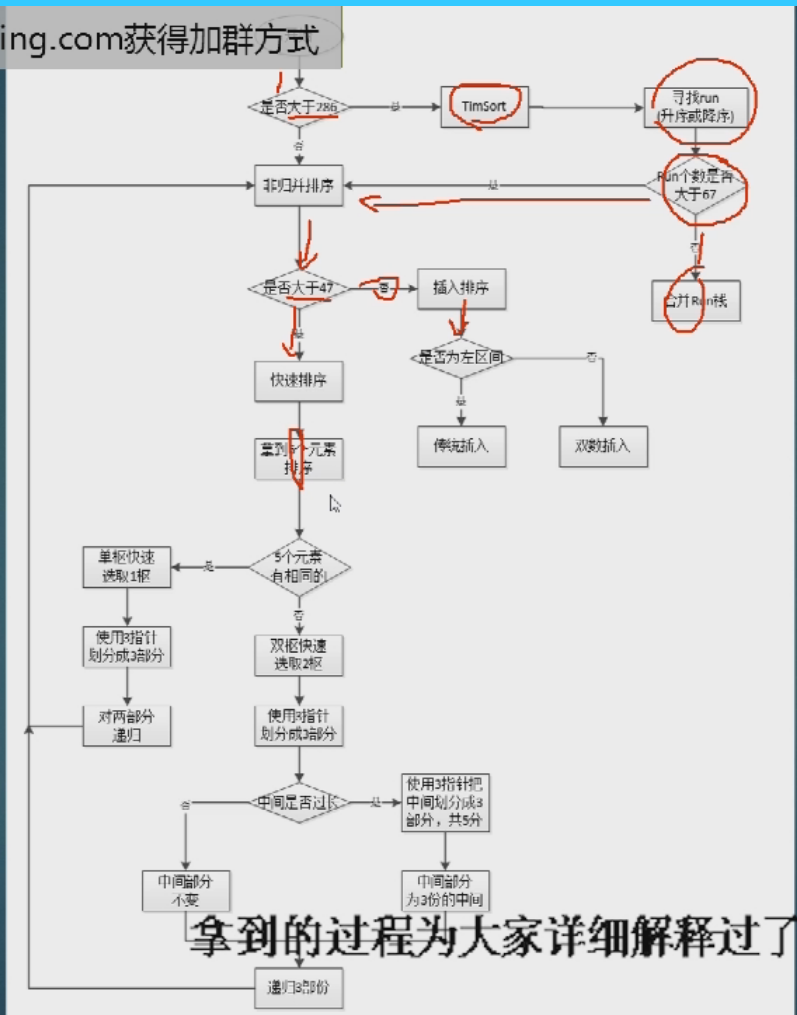 ing.com获得加群方式
是否大于286
是
TimSort
寻找run
(升序或降序)
否
非归并排序
是
Run个数是否
大于67
否
合并Run栈
是否大于47
否
插入排序
是
是否为左区间
否
是
快速排序
传统插入
双数插入
拿到5个元素
排序
5个元素
有相同的
是
单枢快速
选取1枢
否
使用3指针
划分成3部分
双枢快速
选取2枢
对两部分
递归
使用3指针
划分成3部分
中间是否过长
否
是
使用3指针把
中间划分成3
部分，共5分
中间部分
不变
中间部分
为3份的中间
拿到的过程为大家详细解释过了
递归3部份